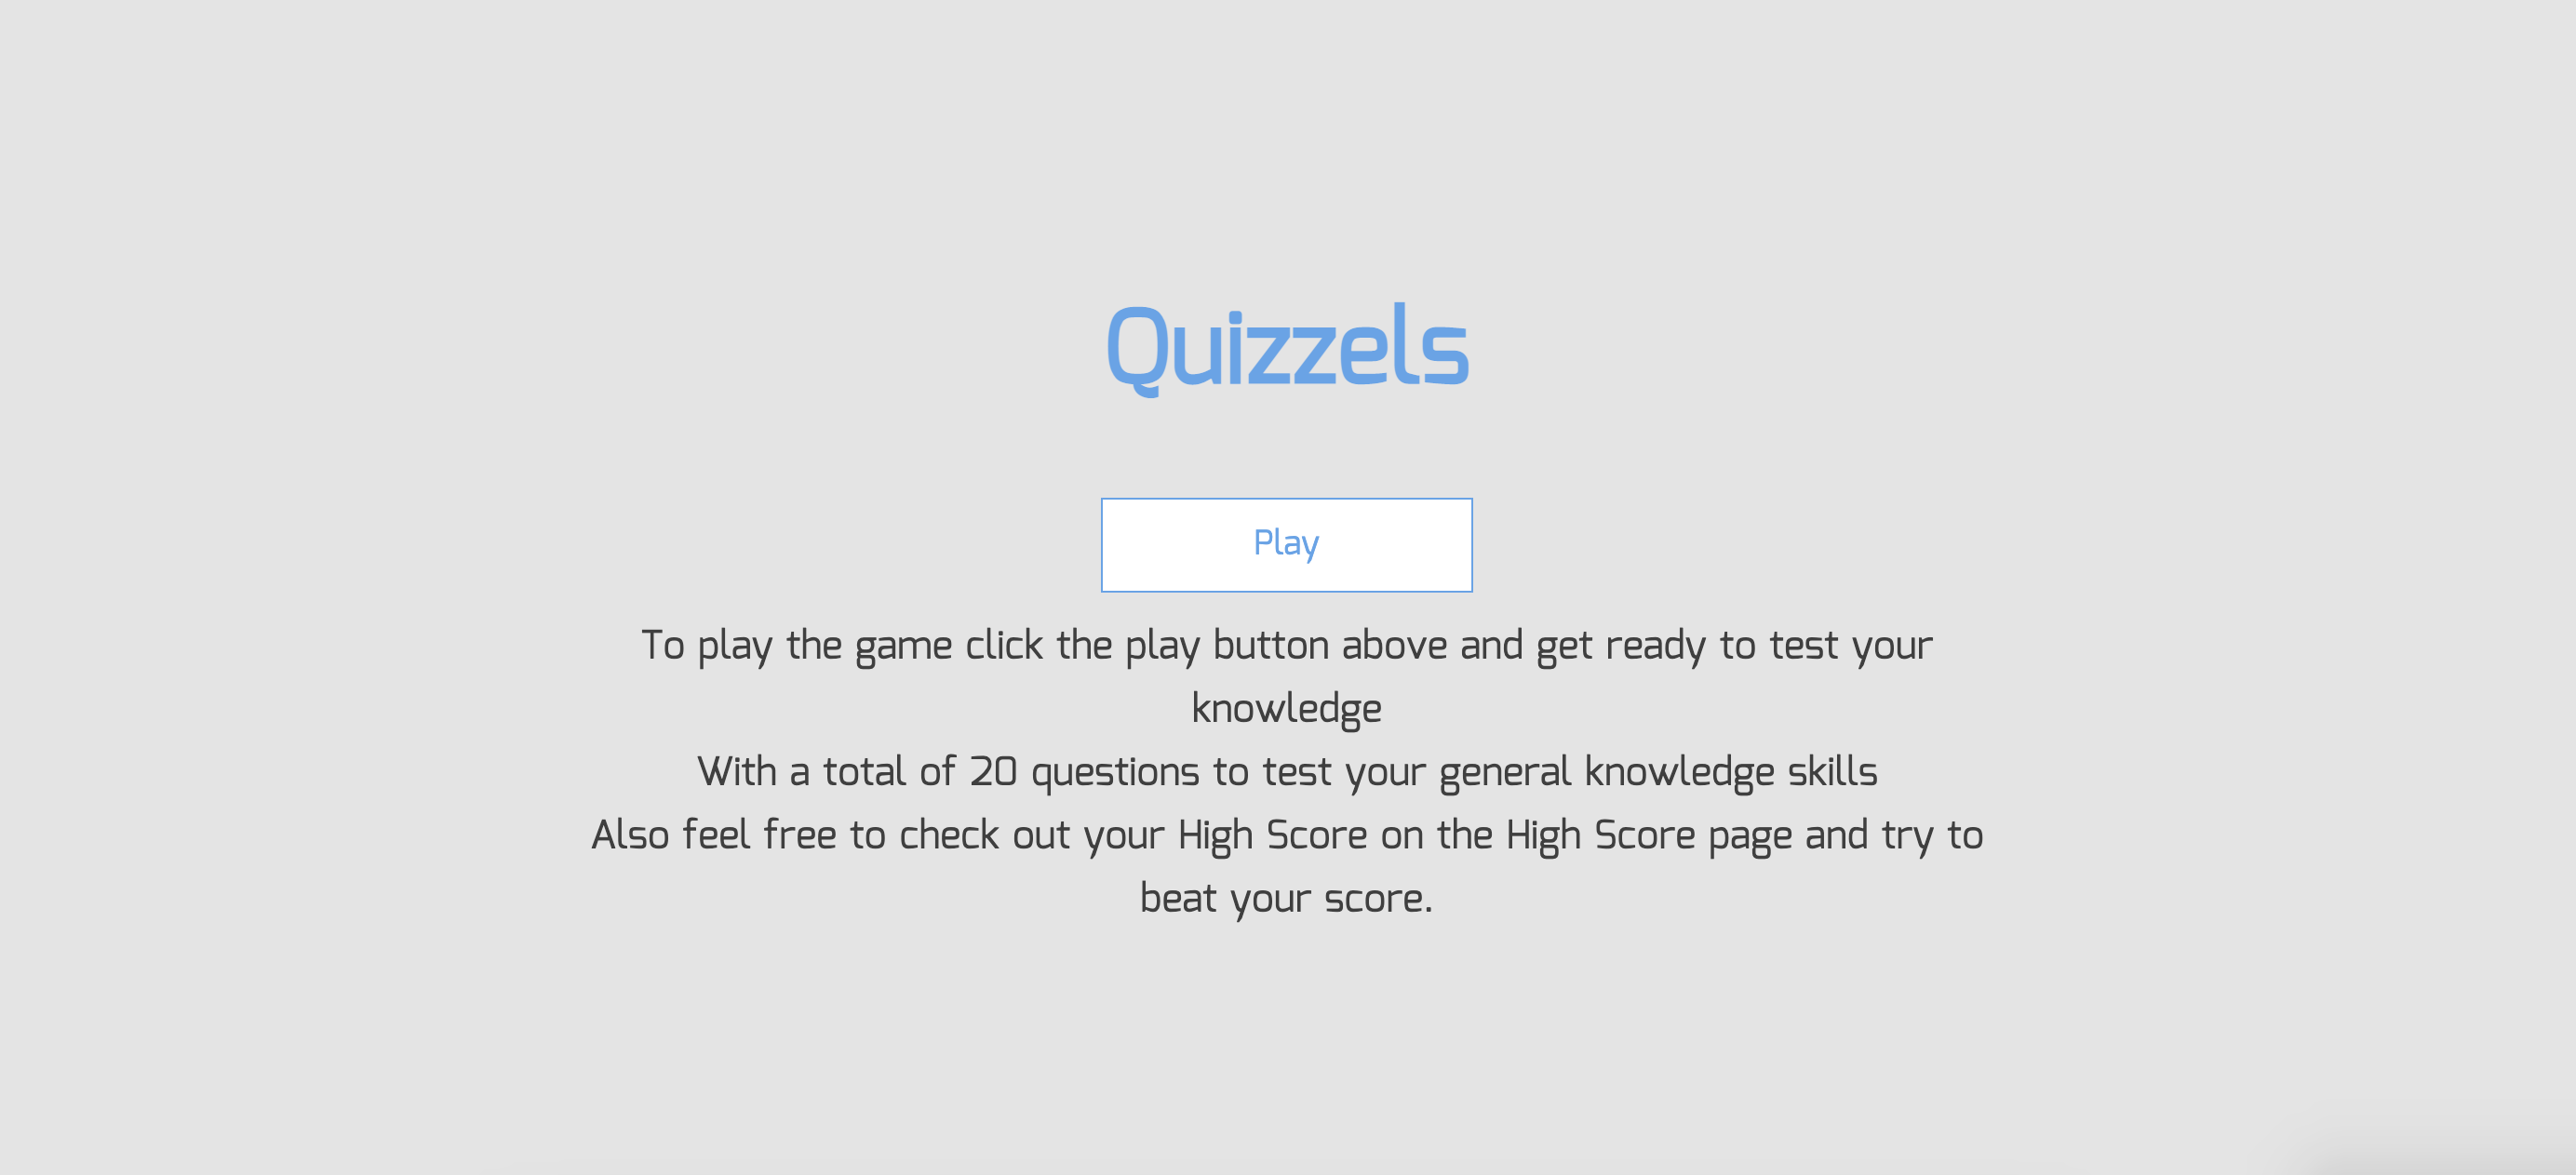 Quizzels
Play
To play the game click the play button above and get ready to test your
knowledge
With a total of 20 questions to test your general knowledge skills
Also feel free to check out your High Score on the High Score page and try to
beat your score.